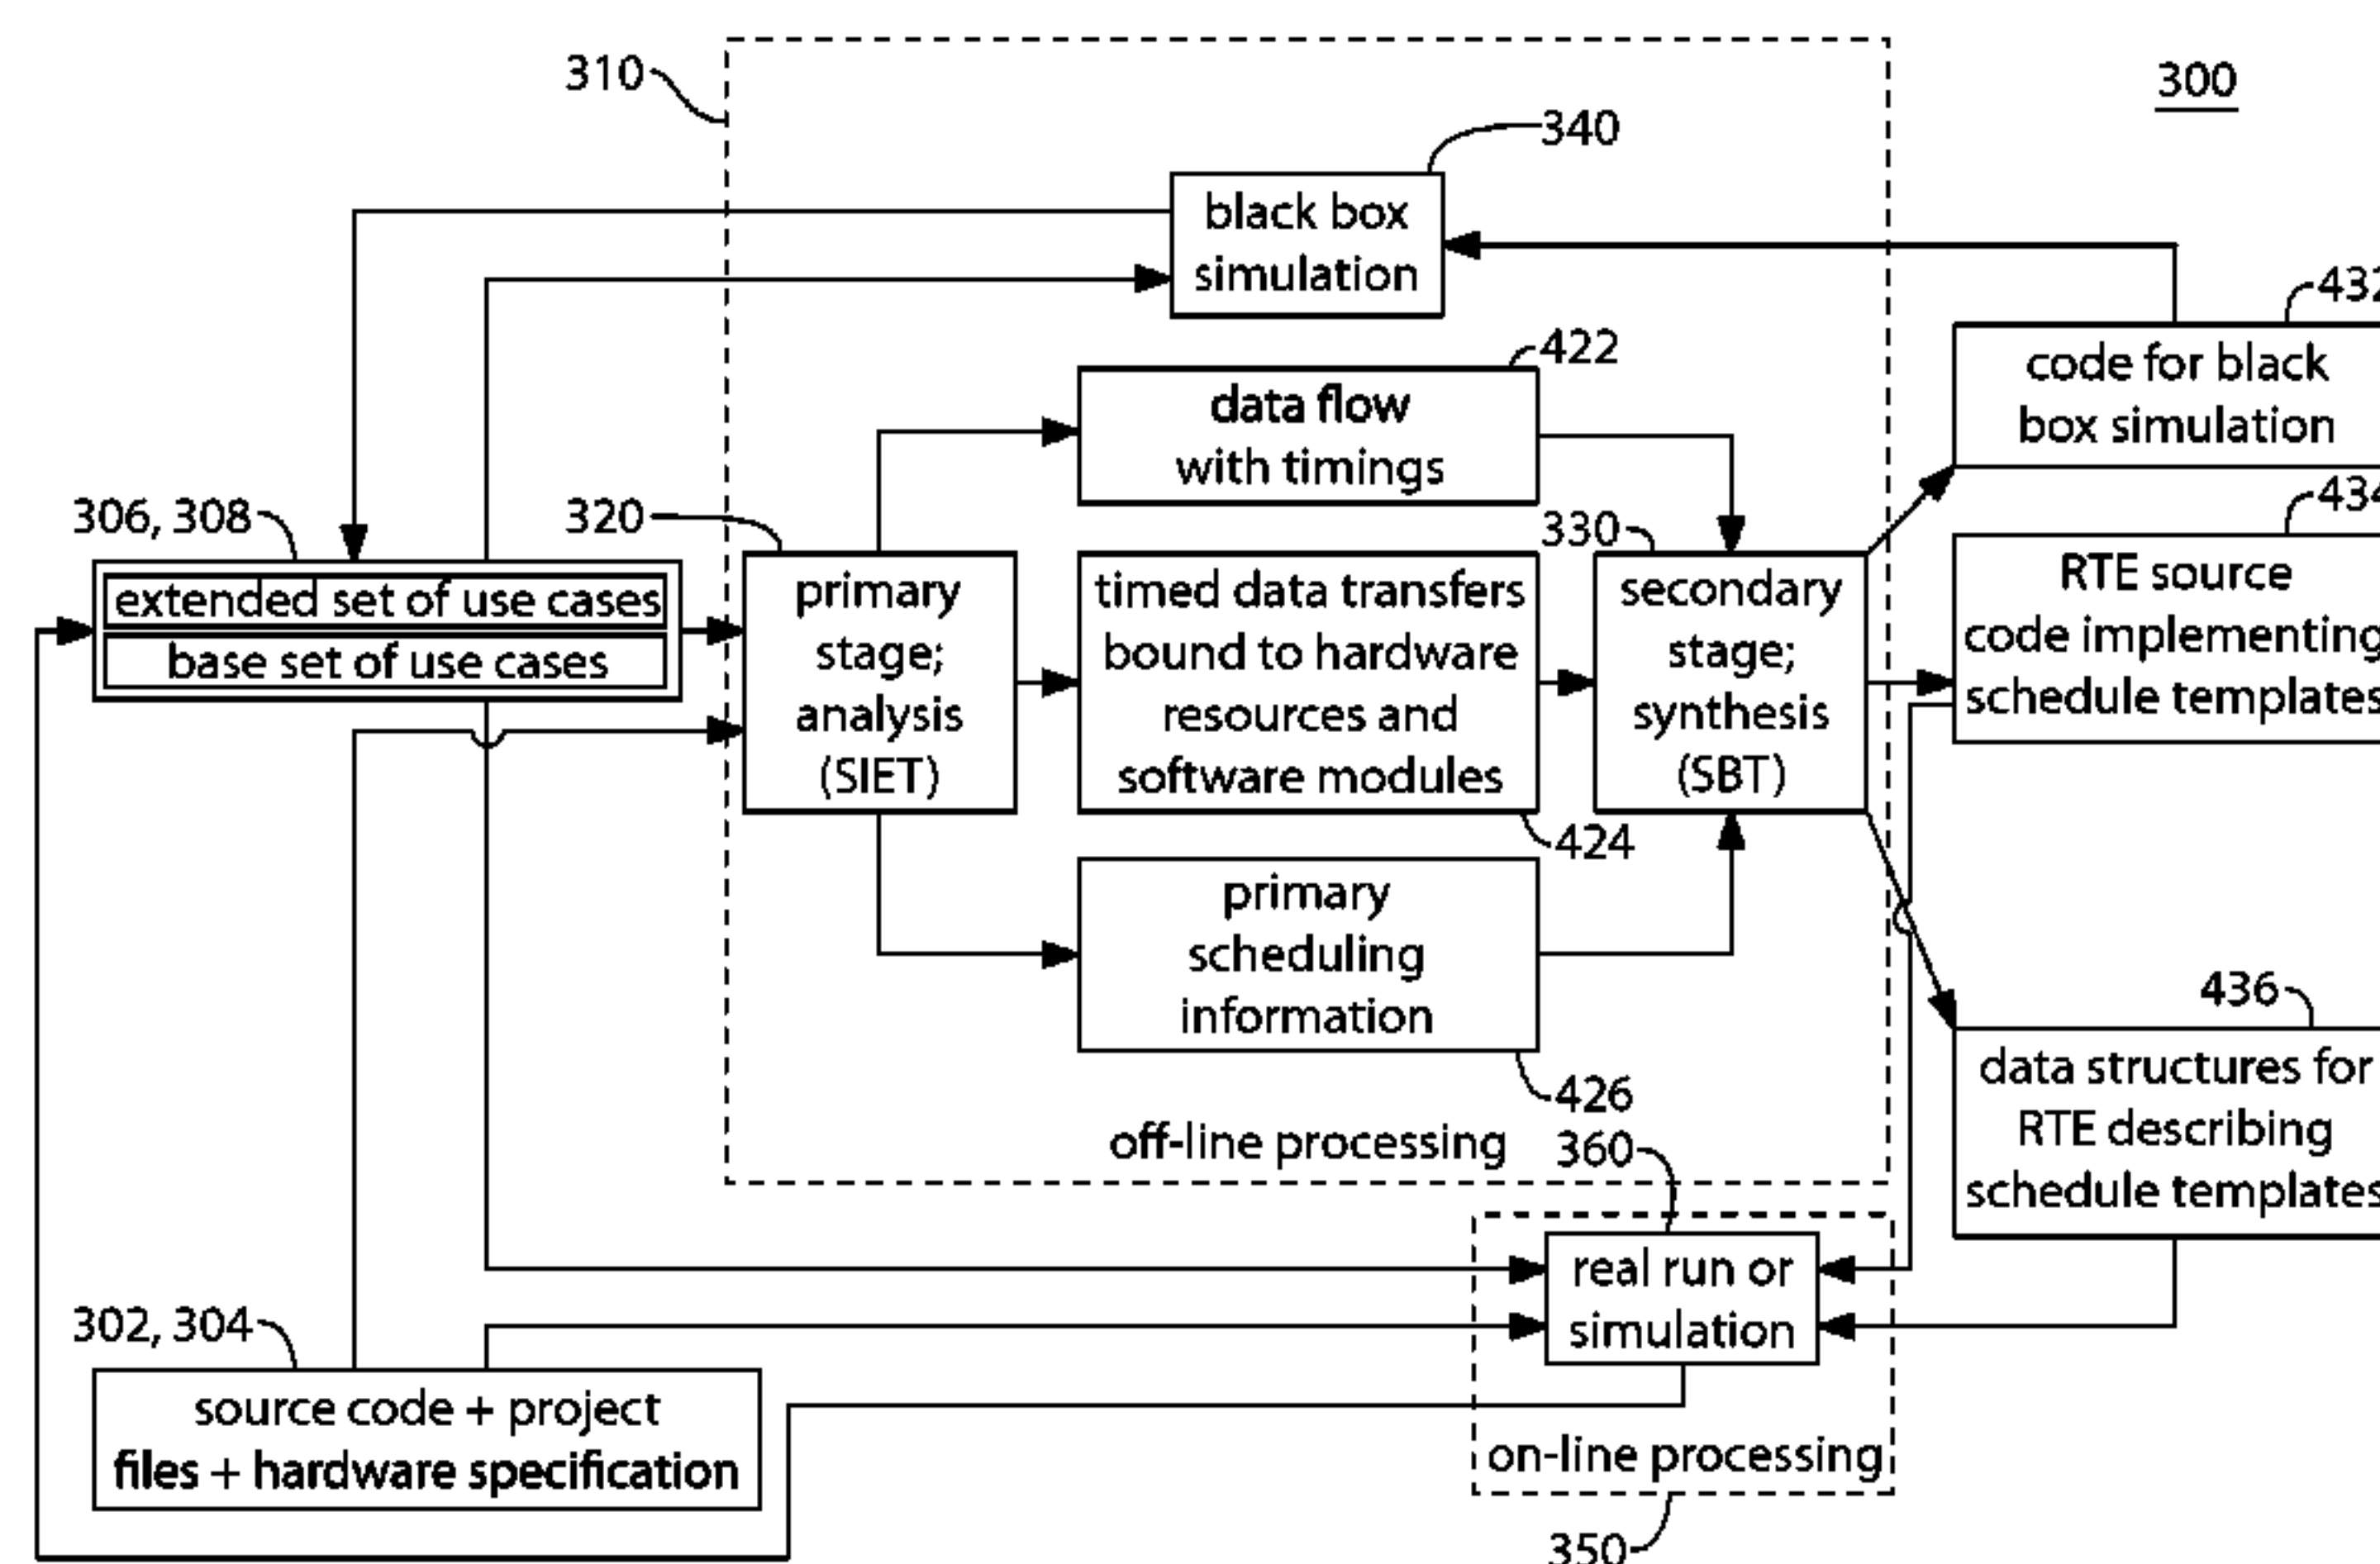 310
300
340
black box
simulation
432
code for black
box simulation
422
data flow
with timings
434
RTE source
code implementing
schedule templates
306, 308
extended set of use cases
base set of use cases
320
primary
stage;
analysis
(SIET)
timed data transfers
bound to hardware
resources and
software modules
424
330
secondary
stage;
synthesis
(SBT)
primary
scheduling
information
426
436
data structures for
RTE describing
schedule templates
off-line processing
360
real run or
simulation
302, 304
source code + project
files + hardware specification
on-line processing
350